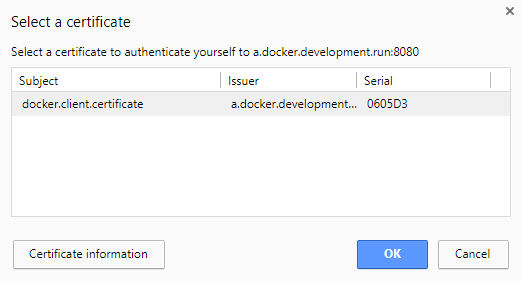 Select a certificate
Select a certificate to authenticate yourself to a.docker.development.run:8080
Subject Issuer Serial
docker.client.certificate a.docker.development... 0605D3
Certificate information OK Cancel